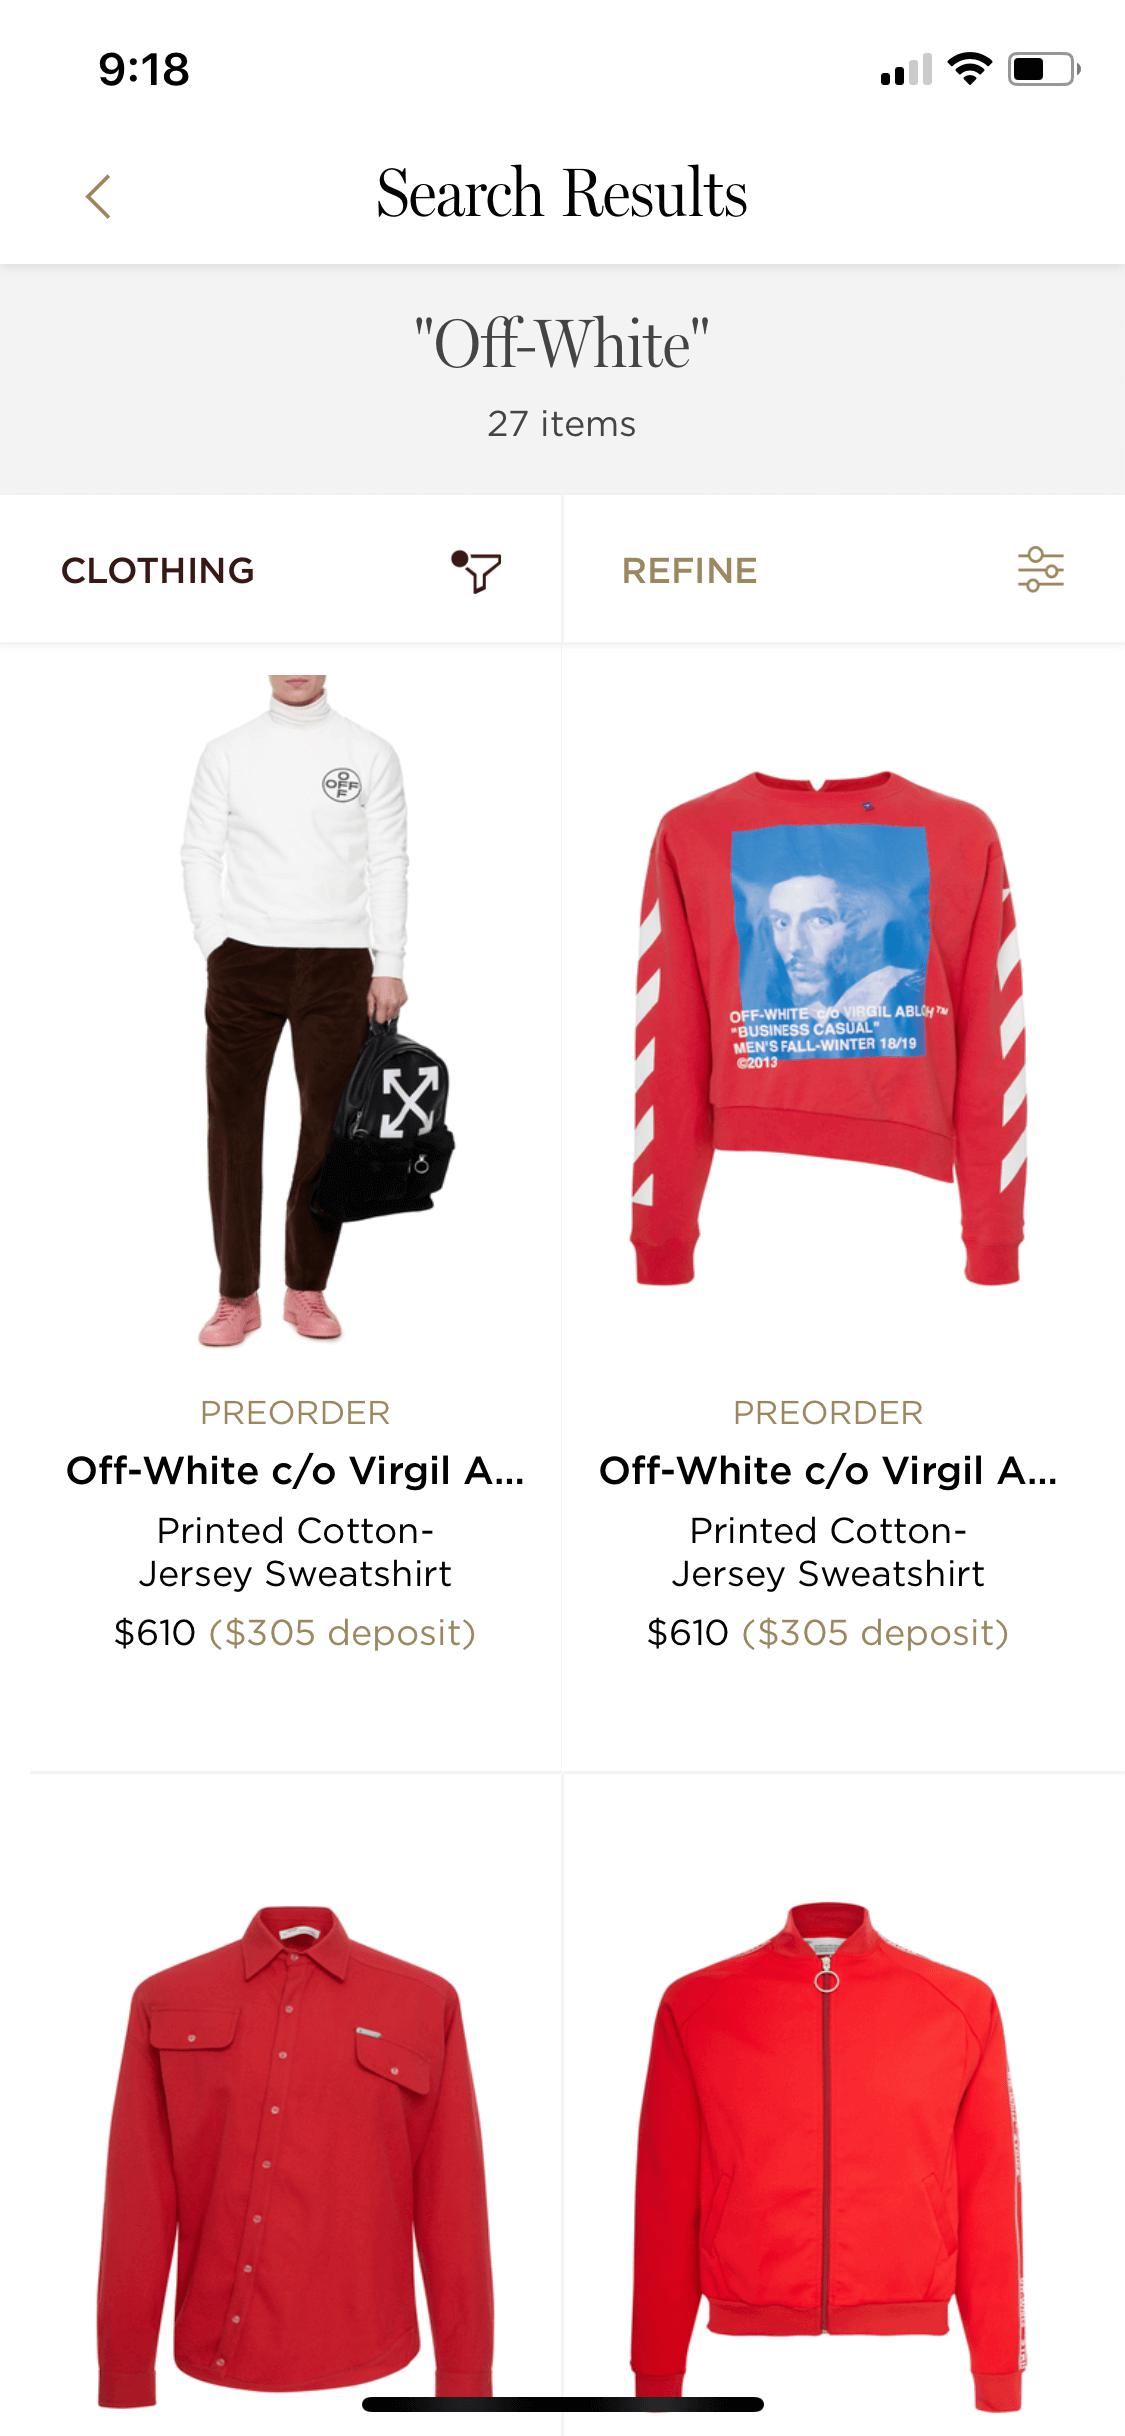 9:18
Search Results
"Off-White"
27 items
CLOTHING
REFINE
O
OFF
F
OFF-WHITE c/o VIRGIL ABLOH™
"BUSINESS CASUAL"
MEN'S FALL-WINTER 18/19
©2013
PREORDER
Off-White c/o Virgil A...
Printed Cotton-
Jersey Sweatshirt
$610 ($305 deposit)
PREORDER
Off-White c/o Virgil A...
Printed Cotton-
Jersey Sweatshirt
$610 ($305 deposit)